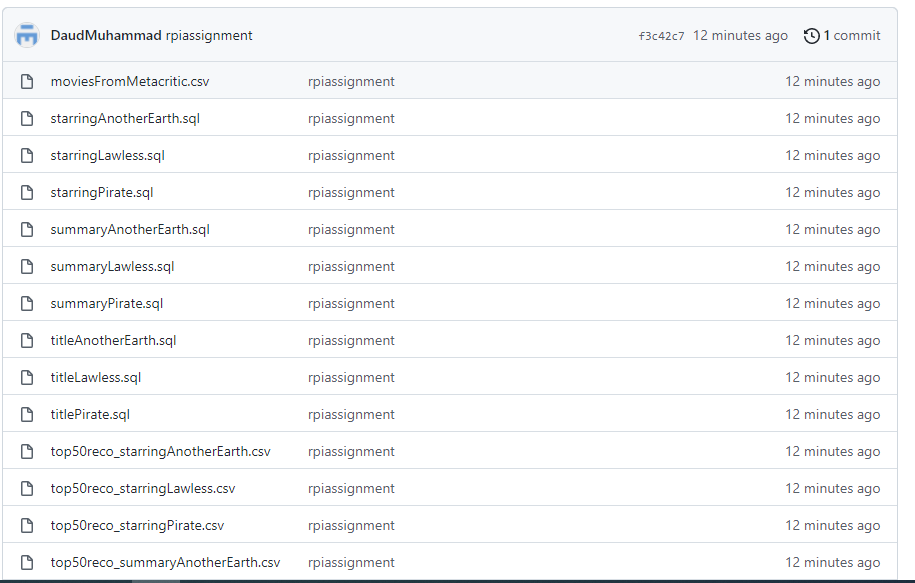 DaudMuhammad rpiassignment f3c42c7 12 minutes ago 1 commit
moviesFromMetacritic.csv rpiassignment 12 minutes ago
starringAnotherEarth.sql rpiassignment 12 minutes ago
starringLawless.sql rpiassignment 12 minutes ago
starringPirate.sql rpiassignment 12 minutes ago
summaryAnotherEarth.sql rpiassignment 12 minutes ago
summaryLawless.sql rpiassignment 12 minutes ago
summaryPirate.sql rpiassignment 12 minutes ago
titleAnotherEarth.sql rpiassignment 12 minutes ago
titleLawless.sql rpiassignment 12 minutes ago
titlePirate.sql rpiassignment 12 minutes ago
top50reco_starringAnotherEarth.csv rpiassignment 12 minutes ago
top50reco_starringLawless.csv rpiassignment 12 minutes ago
top50reco_starringPirate.csv rpiassignment 12 minutes ago
top50reco_summaryAnotherEarth.csv rpiassignment 12 minutes ago